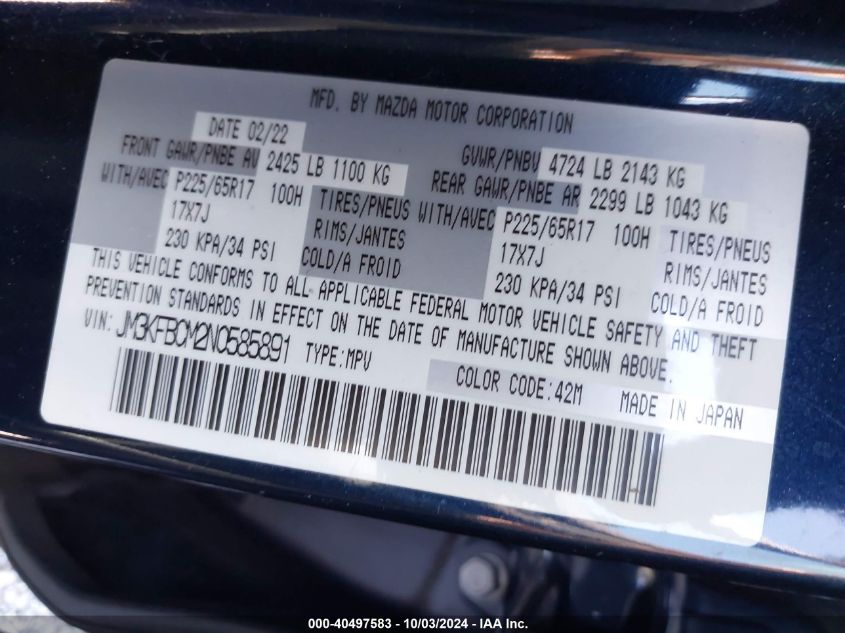 MFD. BY MAZDA MOTOR CORPORATION
DATE 02/22
FRONT GAWR/PNBE AV 2425 LB 1100 KG
GVWR/PNBV 4724 LB 2143 KG
REAR GAWR/PNBE AR 2299 LB 1043 KG
WITH/AVEC P225/65R17 100H TIRES/PNEUS
17X7J RIMS/JANTES
230 KPA/34 PSI COLD/A FROID
WITH/AVEC P225/65R17 100H TIRES/PNEUS
17X7J RIMS/JANTES
230 KPA/34 PSI COLD/A FROID
THIS VEHICLE CONFORMS TO ALL APPLICABLE FEDERAL MOTOR VEHICLE SAFETY AND THEFT
PREVENTION STANDARDS IN EFFECT ON THE DATE OF MANUFACTURE SHOWN ABOVE.
VIN: JM3KFBCM2N0585891 TYPE:MPV
COLOR CODE:42M MADE IN JAPAN
000-40497583 - 10/03/2024 - IAA Inc.